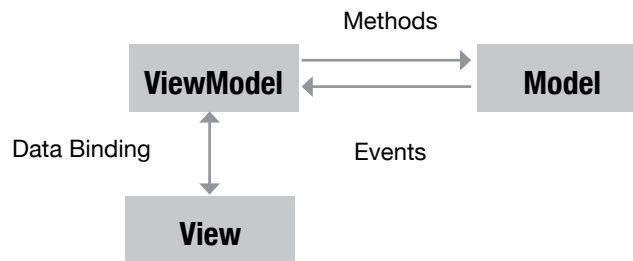 Methods
ViewModel
Model
Data Binding
Events
View